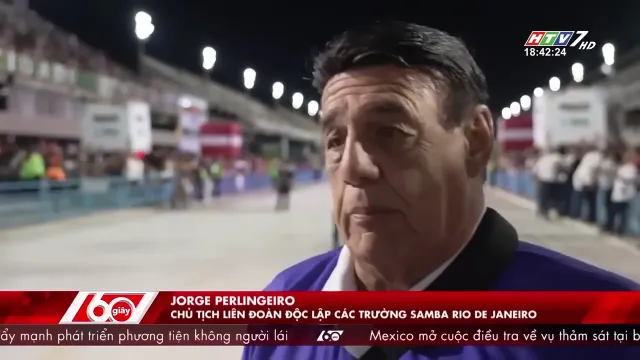 HTV7 HD
18:42:24
JORGE PERLINGEIRO
60 giây
CHỦ TỊCH LIÊN ĐOÀN ĐỘC LẬP CÁC TRƯỜNG SAMBA RIO DE JANEIRO
ẩy mạnh phát triển phương tiện không người lái HTV Mexico mở cuộc điều tra về vụ thảm sát tại b